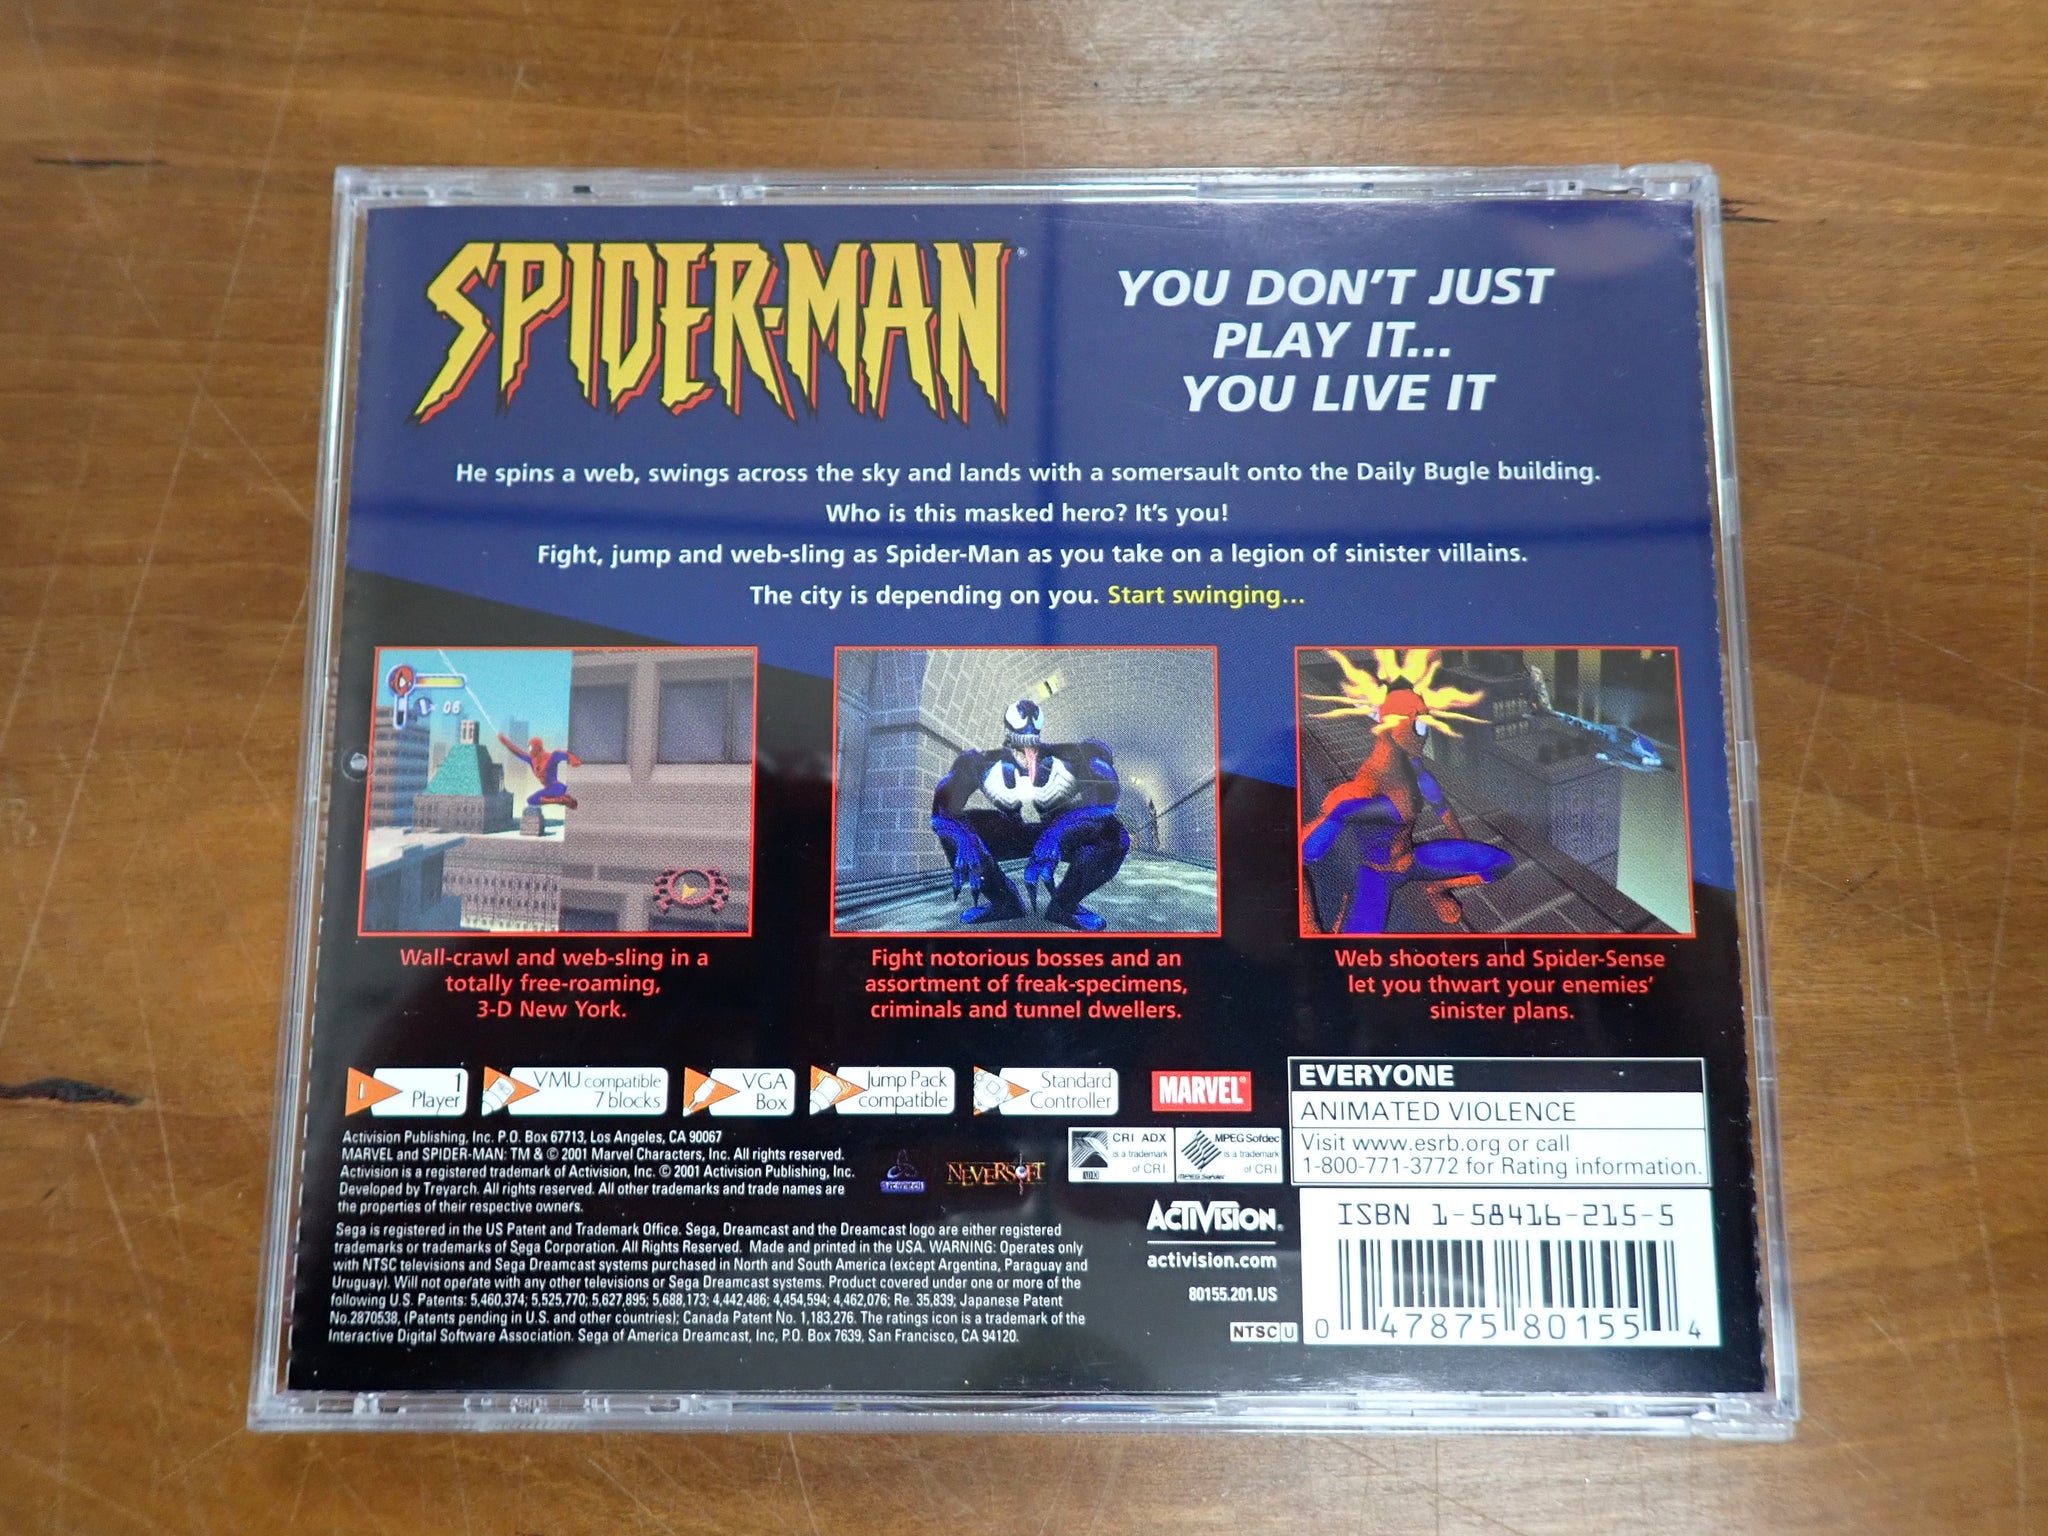 SPIDER-MAN®
YOU DON'T JUST
PLAY IT...
YOU LIVE IT
He spins a web, swings across the sky and lands with a somersault onto the Daily Bugle building.
Who is this masked hero? It's you!
Fight, jump and web-sling as Spider-Man as you take on a legion of sinister villains.
The city is depending on you. Start swinging...
06
Wall-crawl and web-sling in a
totally free-roaming,
3-D New York.
Fight notorious bosses and an
assortment of freak-specimens,
criminals and tunnel dwellers.
Web shooters and Spider-Sense
let you thwart your enemies'
sinister plans.
1
Player
VMU compatible
7 blocks
VGA
Box
Jump Pack
compatible
Standard
Controller
MARVEL®
EVERYONE
ANIMATED VIOLENCE
Visit www.esrb.org or call
1-800-771-3772 for Rating information.
Activision Publishing, Inc. P.O. Box 67713, Los Angeles, CA 90067
MARVEL and SPIDER-MAN: TM & © 2001 Marvel Characters, Inc. All rights reserved.
Activision is a registered trademark of Activision, Inc. © 2001 Activision Publishing, Inc.
Developed by Treyarch. All rights reserved. All other trademarks and trade names are
the properties of their respective owners.
NEVERSOFT
CRI ADX
is a trademark
of CRI
MPEG Sofdec
is a trademark
of CRI
MPEG Sofdec
Sega is registered in the US Patent and Trademark Office. Sega, Dreamcast and the Dreamcast logo are either registered
trademarks or trademarks of Sega Corporation. All Rights Reserved. Made and printed in the USA. WARNING: Operates only
with NTSC televisions and Sega Dreamcast systems purchased in North and South America (except Argentina, Paraguay and
Uruguay). Will not operate with any other televisions or Sega Dreamcast systems. Product covered under one or more of the
following U.S. Patents: 5,460,374; 5,525,770; 5,627,895; 5,688,173; 4,442,486; 4,454,594; 4,462,076; Re. 35,839; Japanese Patent
No.2870538, (Patents pending in U.S. and other countries); Canada Patent No. 1,183,276. The ratings icon is a trademark of the
Interactive Digital Software Association. Sega of America Dreamcast, Inc, P.O. Box 7639, San Francisco, CA 94120.
ACTIVISION®
activision.com
80155.201.US
NTSC U
ISBN 1-58416-215-5
0 47875 80155 4